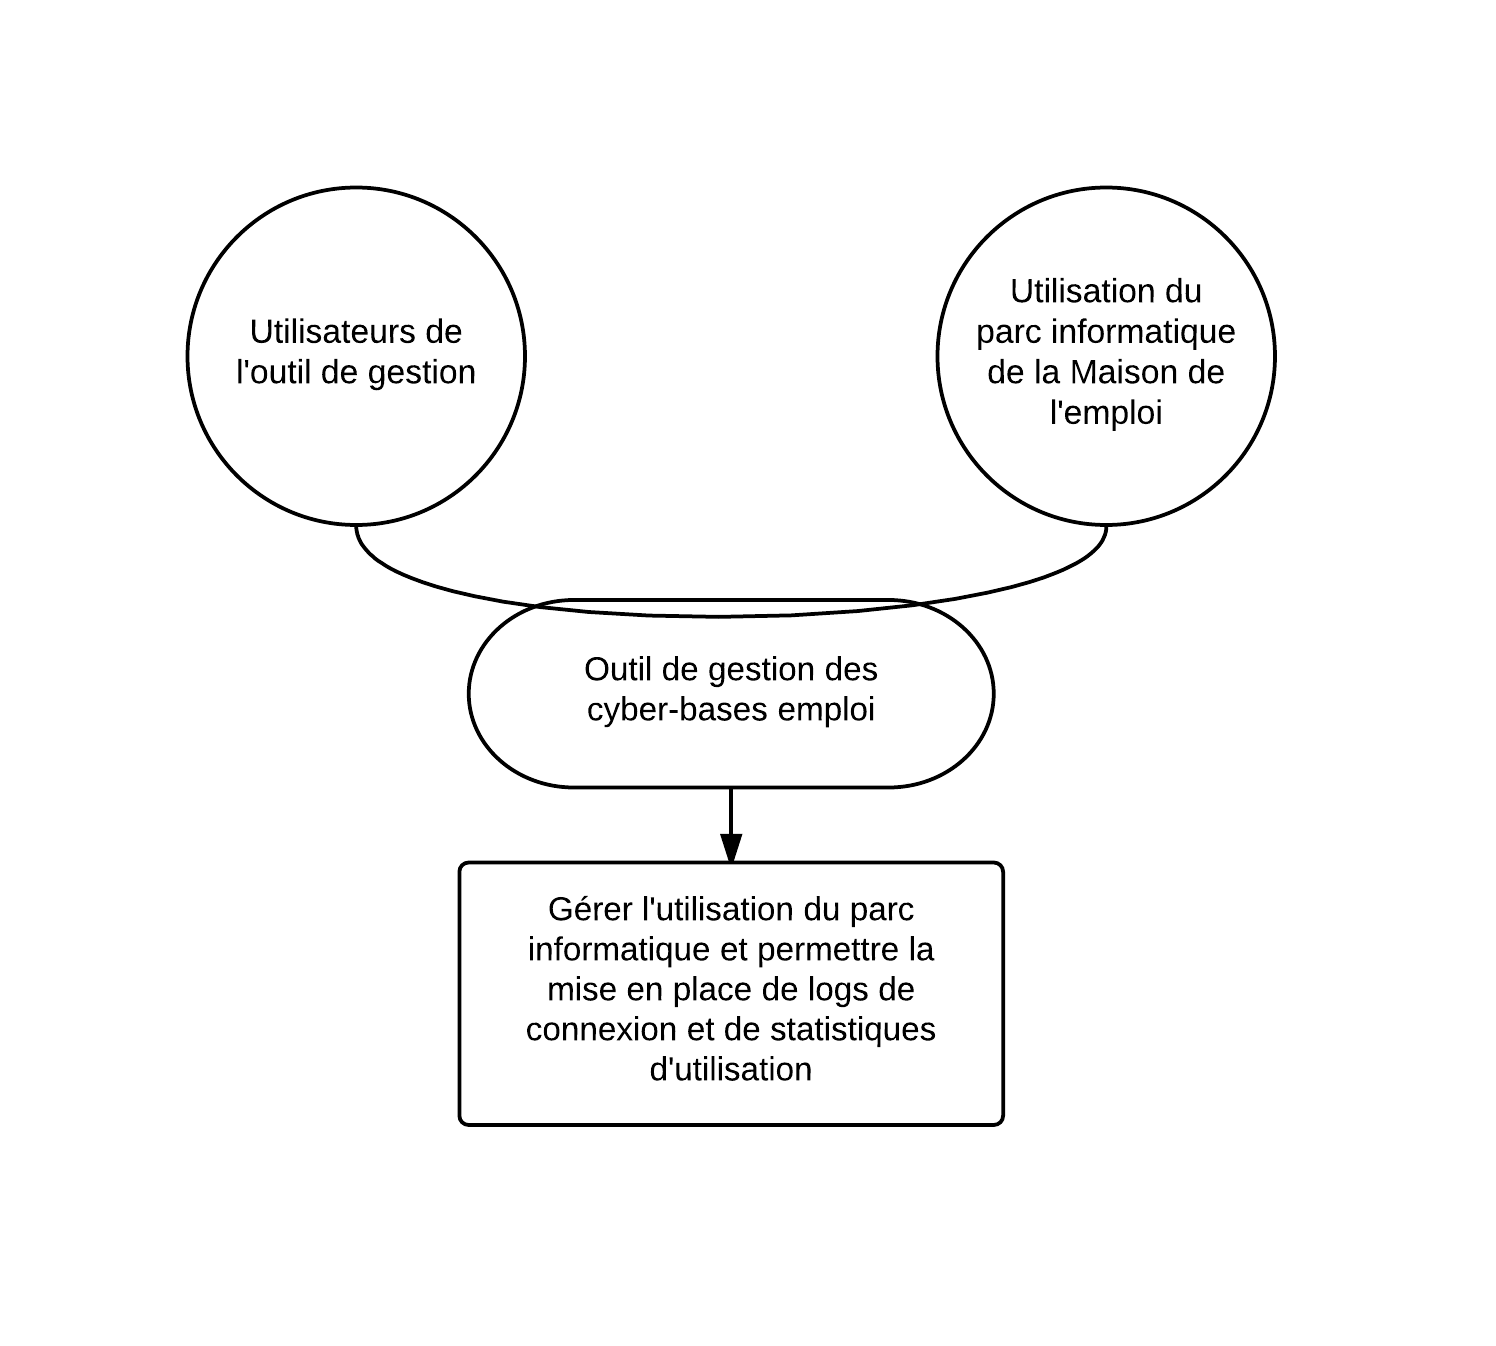 Utilisateurs de
l'outil de gestion
Utilisation du
parc informatique
de la Maison de
l'emploi
Outil de gestion des
cyber-bases emploi
Gérer l'utilisation du parc
informatique et permettre la
mise en place de logs de
connexion et de statistiques
d'utilisation